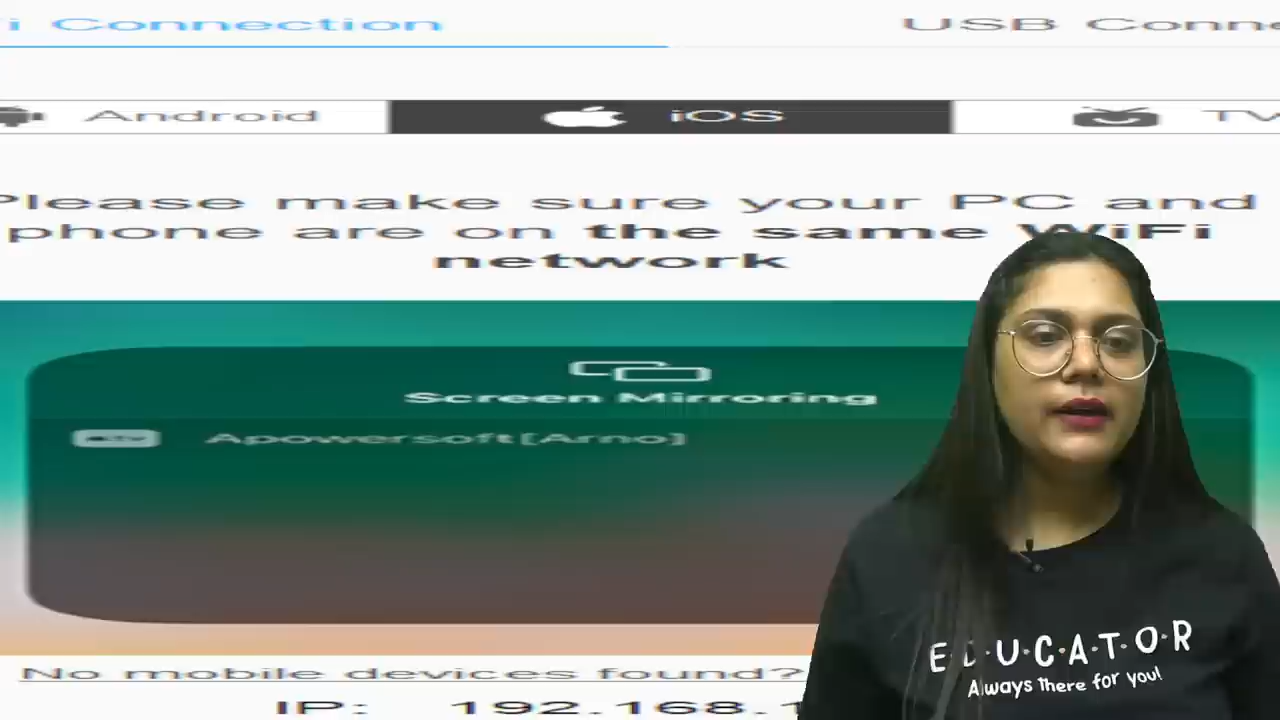 i Connection
USB Conne
Android
iOS
TV
Please make sure your PC and
phone are on the same WiFi
network
Screen Mirroring
Apowersoft[Arno]
No mobile devices found?
IP: 192.168.1
E·D·U·C·A·T·O·R
Always There for you!